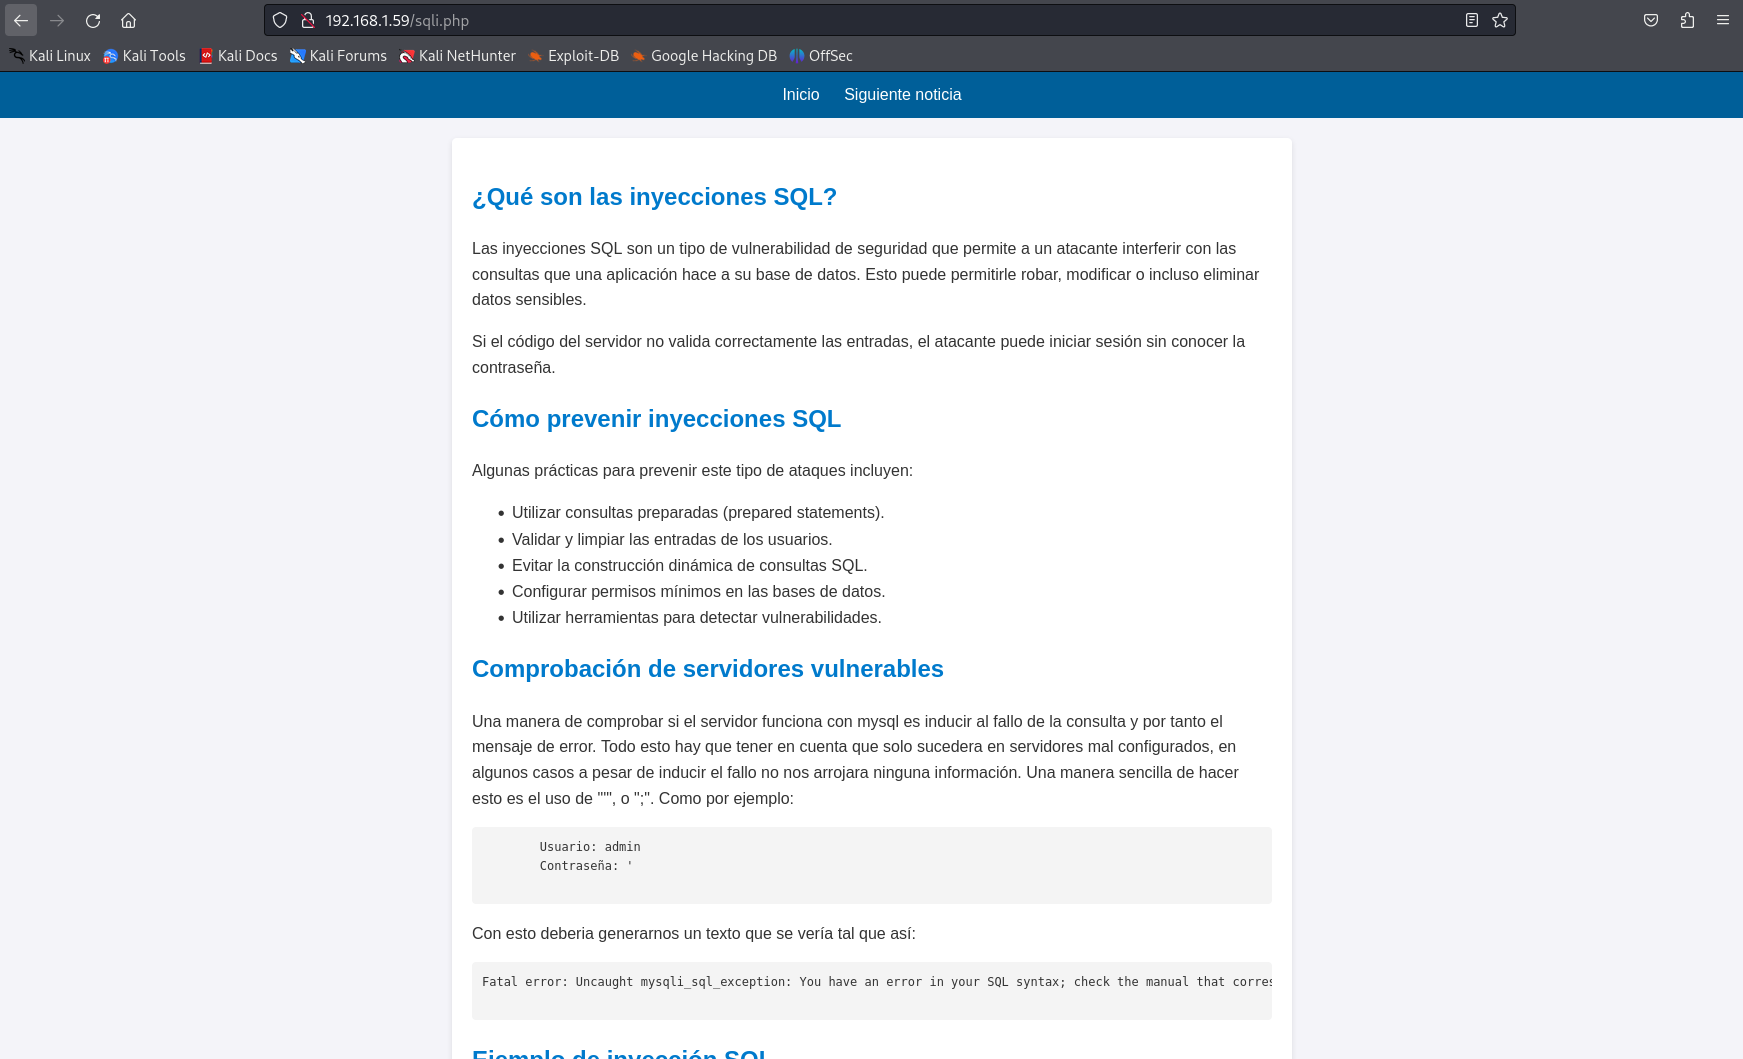 192.168.1.59/sqli.php
Kali Linux Kali Tools Kali Docs Kali Forums Kali NetHunter Exploit-DB Google Hacking DB OffSec
Inicio Siguiente noticia
¿Qué son las inyecciones SQL?
Las inyecciones SQL son un tipo de vulnerabilidad de seguridad que permite a un atacante interferir con las
consultas que una aplicación hace a su base de datos. Esto puede permitirle robar, modificar o incluso eliminar
datos sensibles.
Si el código del servidor no valida correctamente las entradas, el atacante puede iniciar sesión sin conocer la
contraseña.
Cómo prevenir inyecciones SQL
Algunas prácticas para prevenir este tipo de ataques incluyen:
• Utilizar consultas preparadas (prepared statements).
• Validar y limpiar las entradas de los usuarios.
• Evitar la construcción dinámica de consultas SQL.
• Configurar permisos mínimos en las bases de datos.
• Utilizar herramientas para detectar vulnerabilidades.
Comprobación de servidores vulnerables
Una manera de comprobar si el servidor funciona con mysql es inducir al fallo de la consulta y por tanto el
mensaje de error. Todo esto hay que tener en cuenta que solo sucedera en servidores mal configurados, en
algunos casos a pesar de inducir el fallo no nos arrojara ninguna información. Una manera sencilla de hacer
esto es el uso de "'", o ";". Como por ejemplo:
Usuario: admin
Contraseña: '
Con esto deberia generarnos un texto que se vería tal que así:
Fatal error: Uncaught mysqli_sql_exception: You have an error in your SQL syntax; check the manual that corres
Ejemplo de inyección SQL